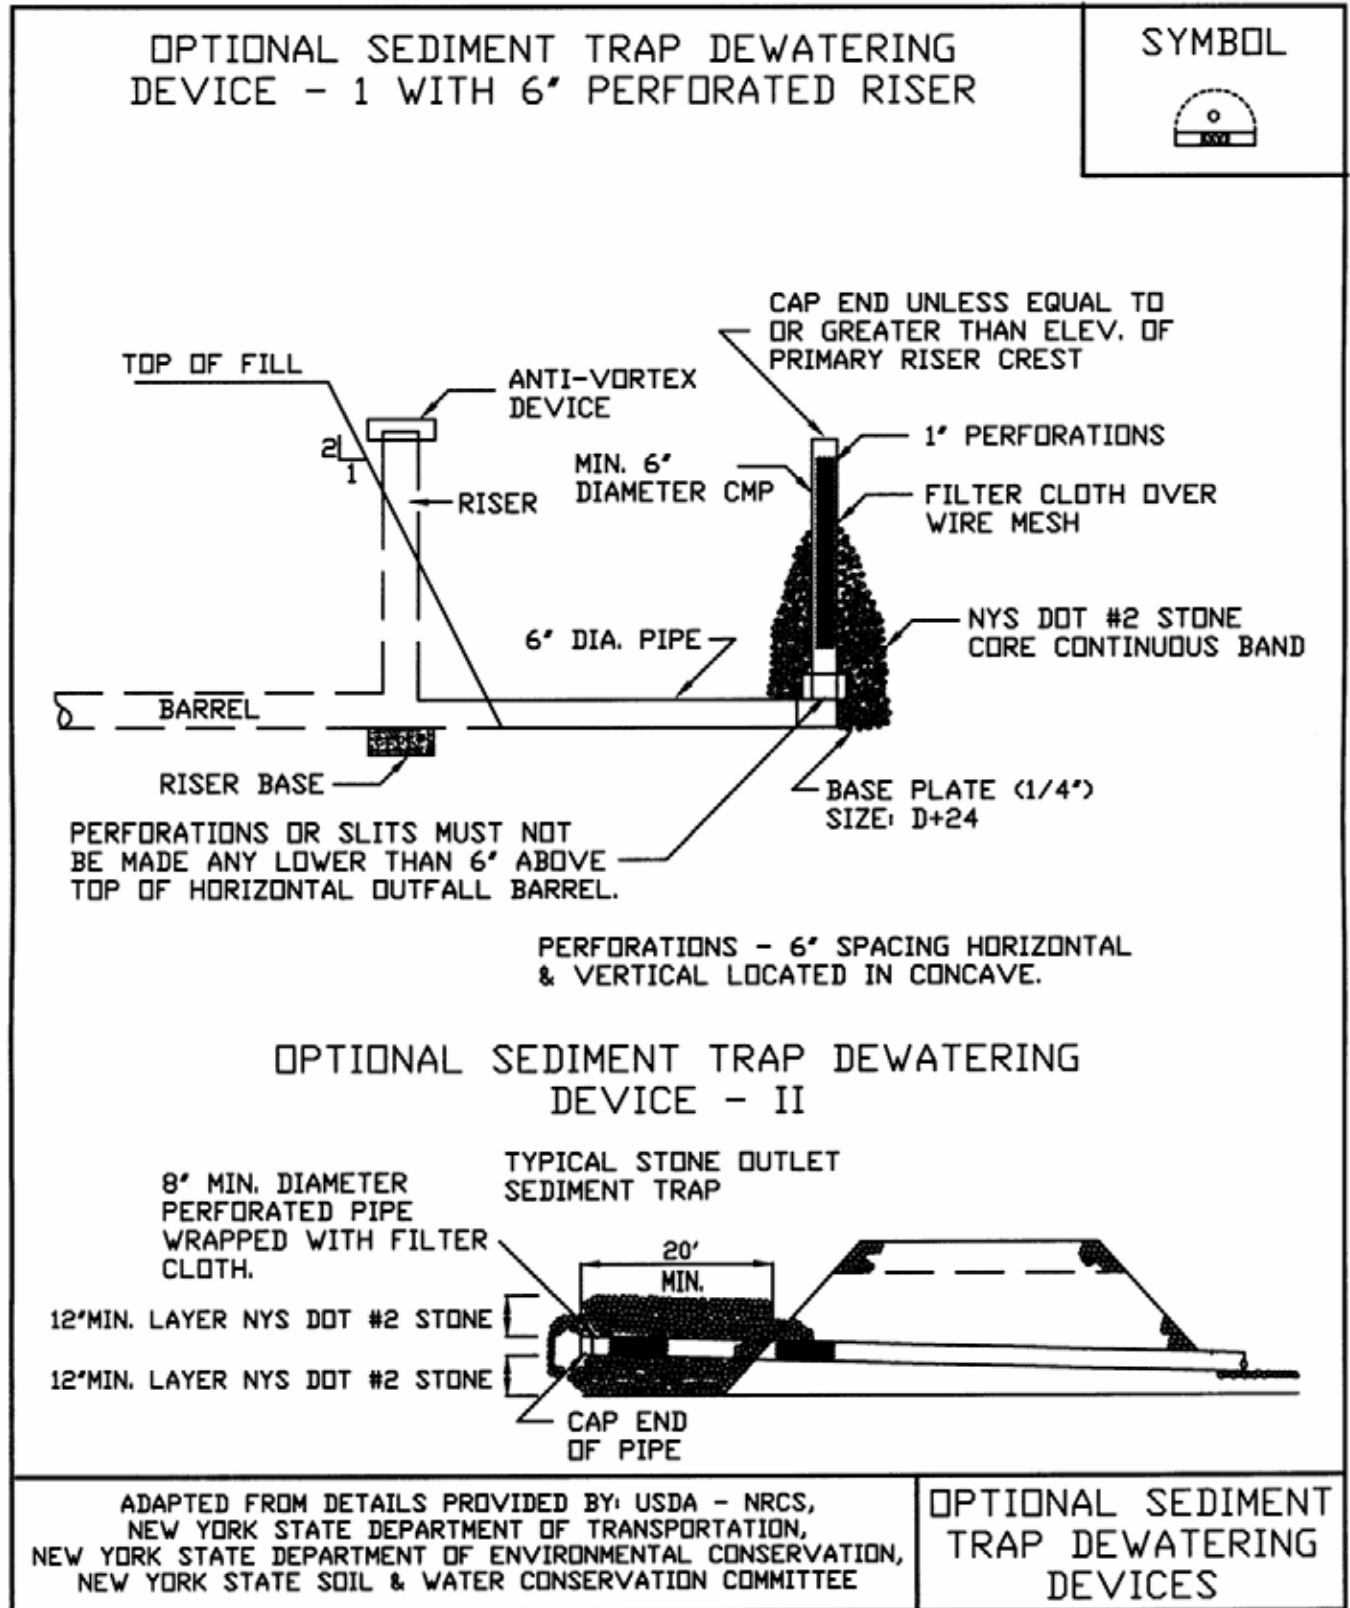 OPTIONAL SEDIMENT TRAP DEWATERING
DEVICE - 1 WITH 6" PERFORATED RISER
SYMBOL
CAP END UNLESS EQUAL TO
OR GREATER THAN ELEV. OF
PRIMARY RISER CREST
TOP OF FILL
ANTI-VORTEX
DEVICE
2
1
RISER
MIN. 6"
DIAMETER CMP
1" PERFORATIONS
FILTER CLOTH OVER
WIRE MESH
NYS DOT #2 STONE
CORE CONTINUOUS BAND
6" DIA. PIPE
BARREL
RISER BASE
BASE PLATE (1/4")
SIZE: D+24
PERFORATIONS OR SLITS MUST NOT
BE MADE ANY LOWER THAN 6" ABOVE
TOP OF HORIZONTAL OUTFALL BARREL.
PERFORATIONS - 6" SPACING HORIZONTAL
& VERTICAL LOCATED IN CONCAVE.
OPTIONAL SEDIMENT TRAP DEWATERING
DEVICE - II
TYPICAL STONE OUTLET
SEDIMENT TRAP
8" MIN. DIAMETER
PERFORATED PIPE
WRAPPED WITH FILTER
CLOTH.
20'
MIN.
12"MIN. LAYER NYS DOT #2 STONE
12"MIN. LAYER NYS DOT #2 STONE
CAP END
OF PIPE
ADAPTED FROM DETAILS PROVIDED BY: USDA - NRCS,
NEW YORK STATE DEPARTMENT OF TRANSPORTATION,
NEW YORK STATE DEPARTMENT OF ENVIRONMENTAL CONSERVATION,
NEW YORK STATE SOIL & WATER CONSERVATION COMMITTEE
OPTIONAL SEDIMENT
TRAP DEWATERING
DEVICES